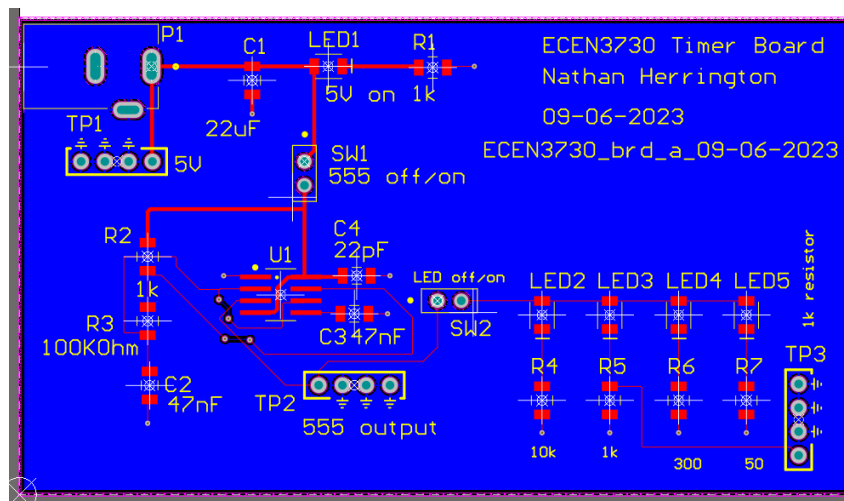 P1
C1
LED1
R1
ECEN3730 Timer Board
Nathan Herrington
09-06-2023
ECEN3730_brd_a_09-06-2023
5V on
1k
22uF
TP1
5V
SW1
555 off/on
R2
1k
R3
100KOhm
C2
47nF
U1
C4
22pF
C3 47nF
LED off/on
SW2
TP2
555 output
LED2
LED3
LED4
LED5
1k resistor
R4
R5
R6
R7
TP3
10k
1k
300
50